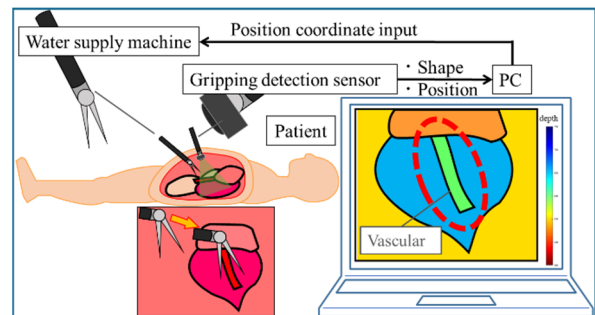 Position coordinate input
Water supply machine
Gripping detection sensor
・Shape
・Position
PC
Patient
depth
Vascular